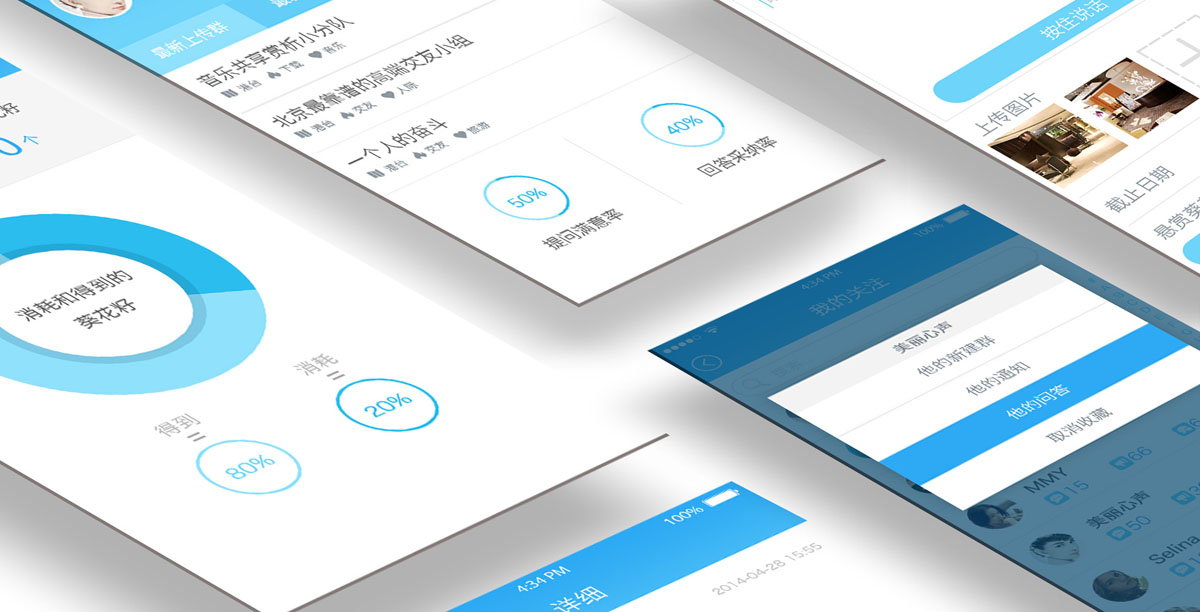 最新上传群
音乐共享赏析小分队
港台 下载 音乐
北京最靠谱的高端交友小组
港台 交友 人际
一个人的奋斗
港台 交友 旅游
50%
提问满意率
40%
回答采纳率
按住说话
上传图片
截止日期
悬赏葵
籽
0个
消耗和得到的
葵花籽
得到
80%
消耗
20%
100%
4:34 PM
我的关注
美丽心声
他的新建群
他的通知
他的问答
取消收藏
MMY
15
66
美丽心声
50
Selina
100%
4:34 PM
详细
2014-04-28 15:55